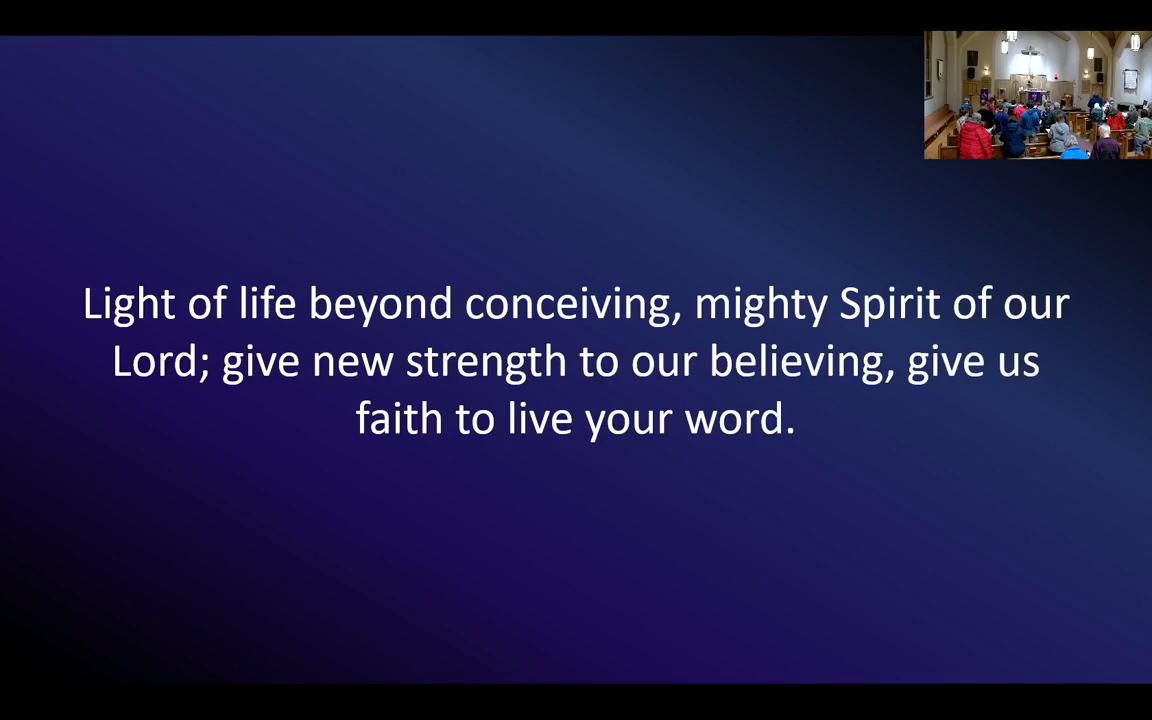 Light of life beyond conceiving, mighty Spirit of our
Lord; give new strength to our believing, give us
faith to live your word.